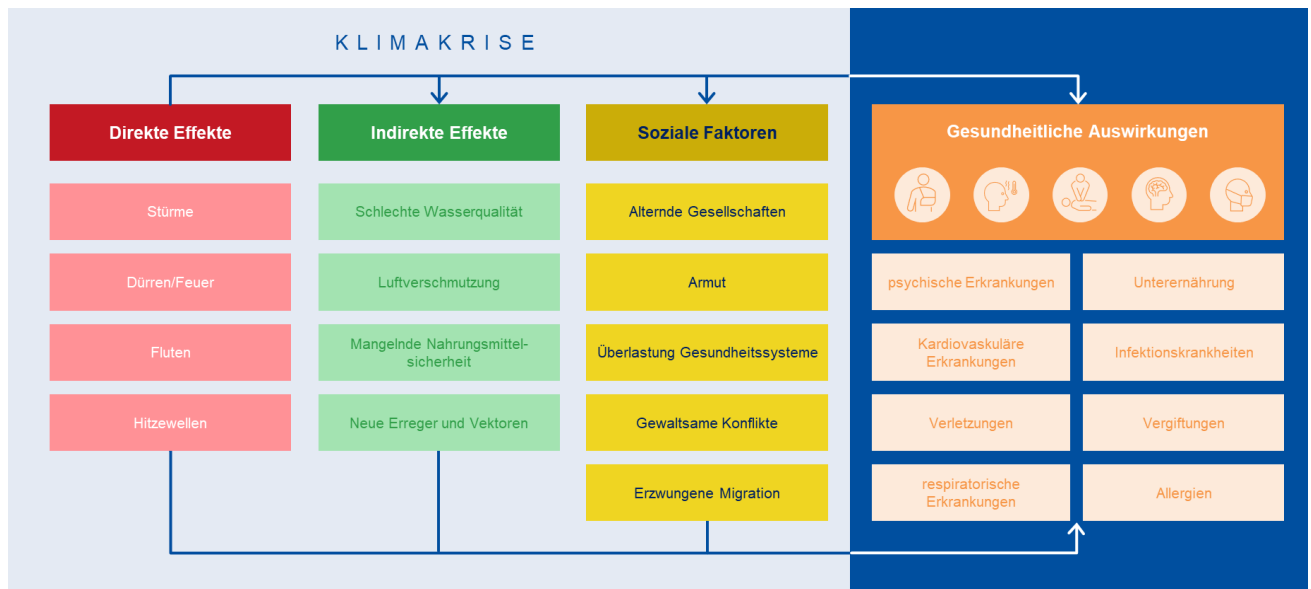 KLIMAKRISE
Direkte Effekte
Stürme
Dürren/Feuer
Fluten
Hitzewellen
Indirekte Effekte
Schlechte Wasserqualität
Luftverschmutzung
Mangelnde Nahrungsmittel-
sicherheit
Neue Erreger und Vektoren
Soziale Faktoren
Alternde Gesellschaften
Armut
Überlastung Gesundheitssysteme
Gewaltsame Konflikte
Erzwungene Migration
Gesundheitliche Auswirkungen
psychische Erkrankungen
Kardiovaskuläre
Erkrankungen
Verletzungen
respiratorische
Erkrankungen
Unterernährung
Infektionskrankheiten
Vergiftungen
Allergien